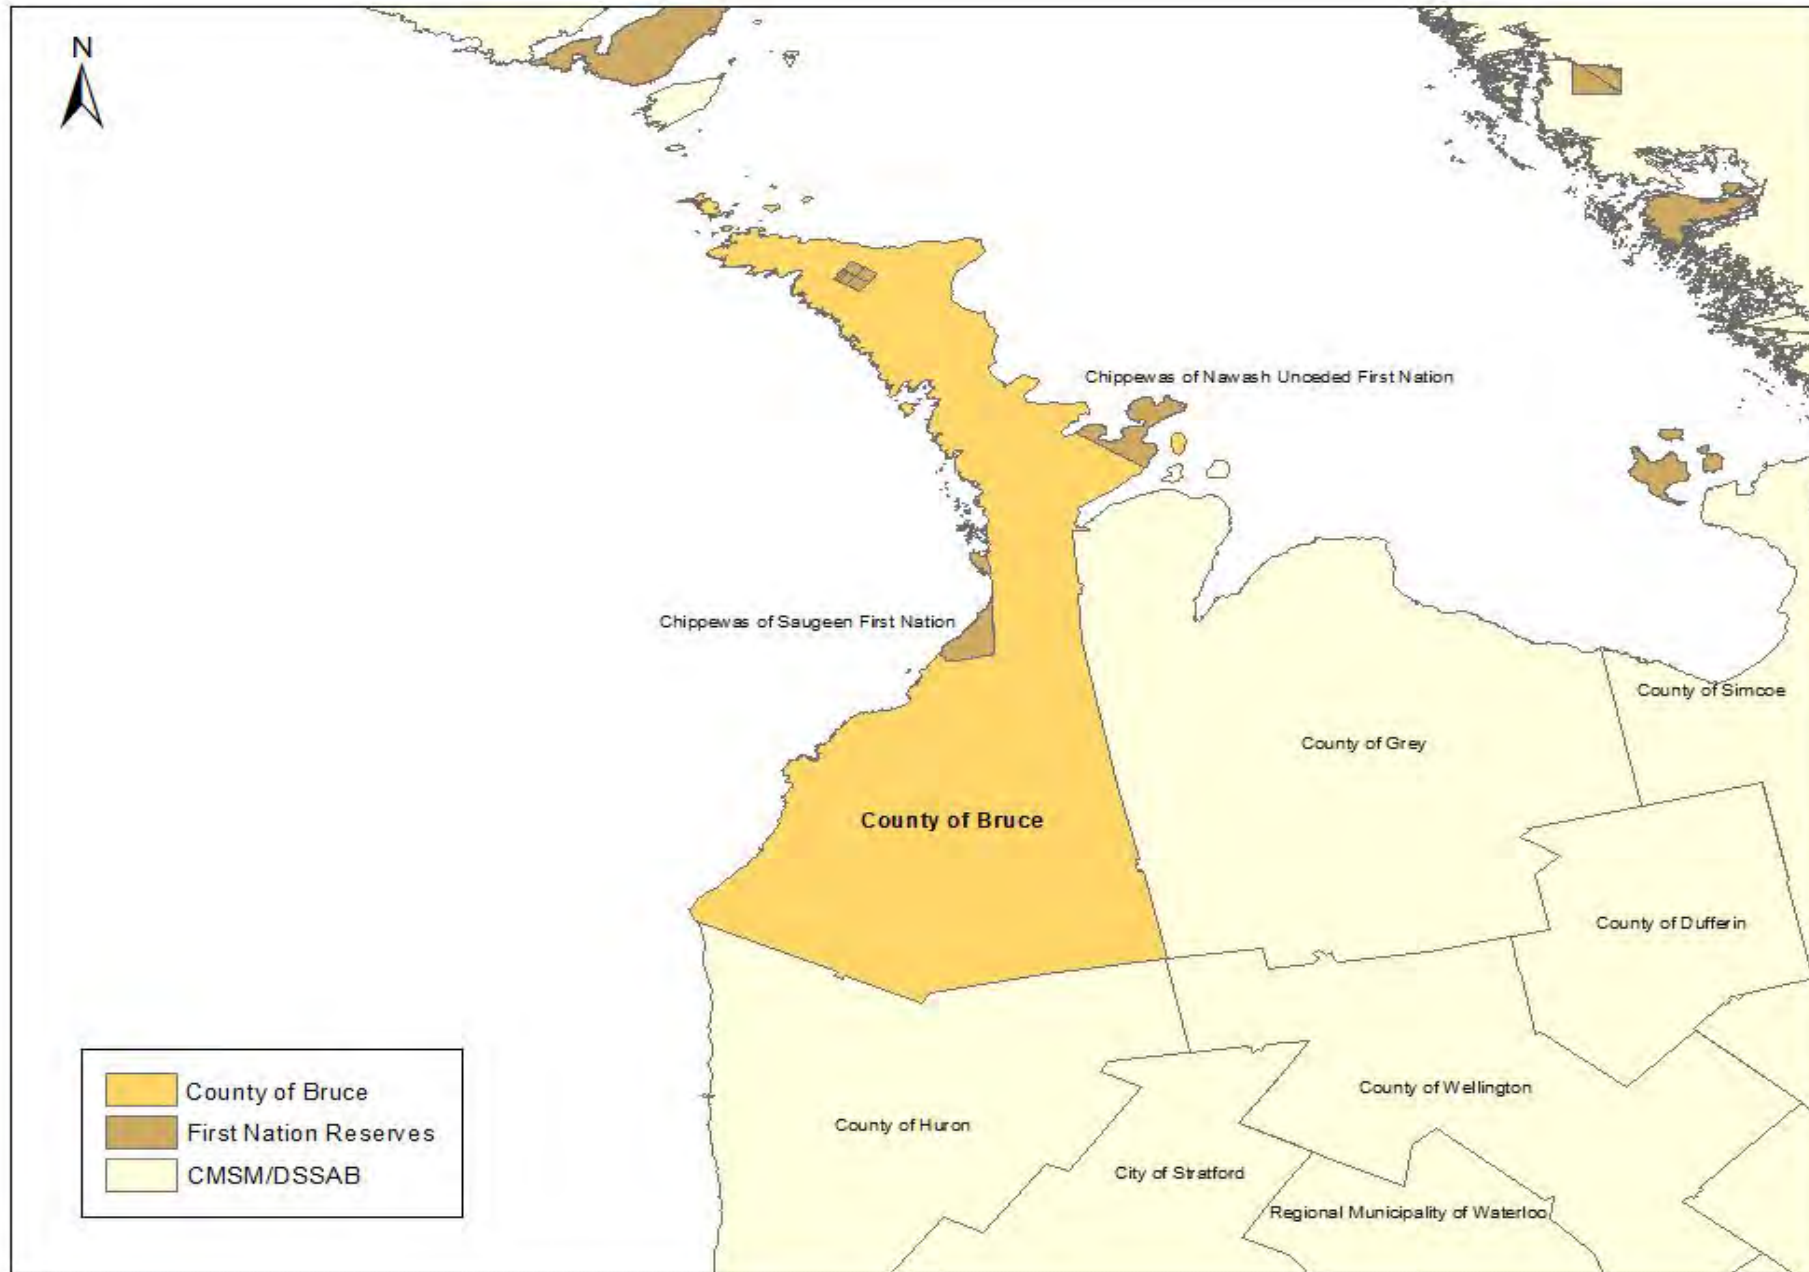 N
Chippewas of Nawash Unceded First Nation
Chippewas of Saugeen First Nation
County of Simcoe
County of Grey
County of Bruce
County of Dufferin
County of Wellington
County of Huron
City of Stratford
Regional Municipality of Waterloo
County of Bruce
First Nation Reserves
CMSM/DSSAB